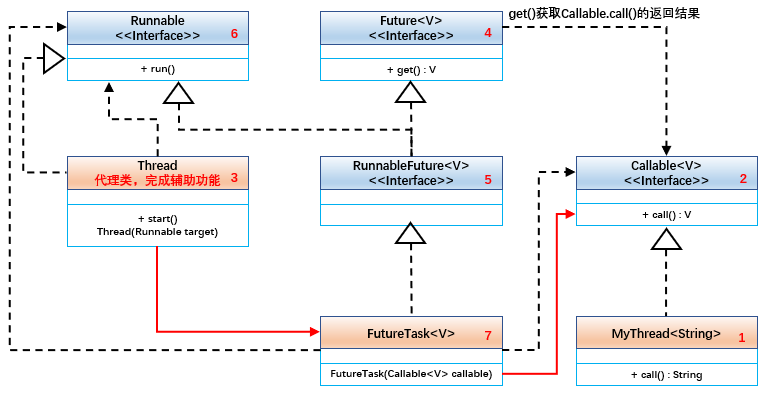 Runnable
<<Interface>>
6
+ run()
Future<V>
<<Interface>>
4
+ get() : V
get()获取Callable.call()的返回结果
Thread
代理类，完成辅助功能
3
+ start()
Thread(Runnable target)
RunnableFuture<V>
<<Interface>>
5
Callable<V>
<<Interface>>
2
+ call() : V
FutureTask<V>
7
FutureTask(Callable<V> callable)
MyThread<String>
1
+ call() : String